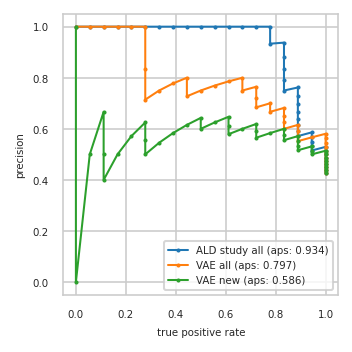 precision
1.0
0.8
0.6
0.4
0.2
0.0
ALD study all (aps: 0.934)
VAE all (aps: 0.797)
VAE new (aps: 0.586)
0.0 0.2 0.4 0.6 0.8 1.0
true positive rate